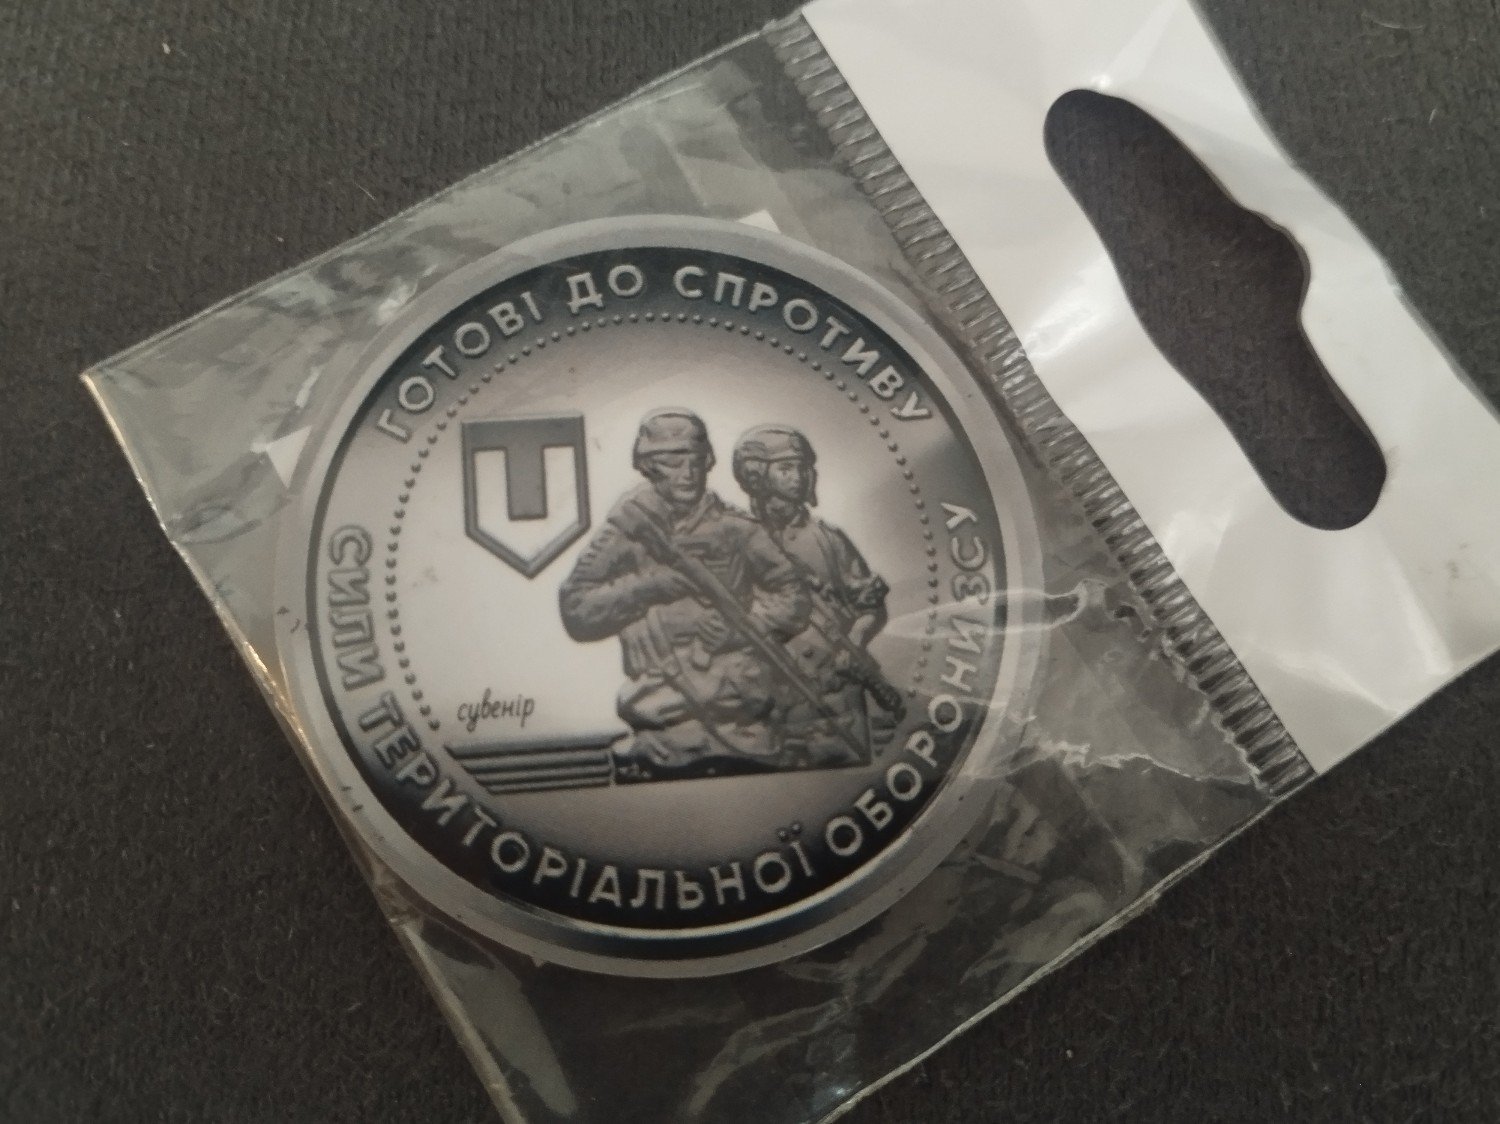 ГОТОВІ ДО СПРОТИВУ
Т
сувенір
СИЛИ ТЕРИТОРІАЛЬНОЇ ОБОРОНИ ЗСУ